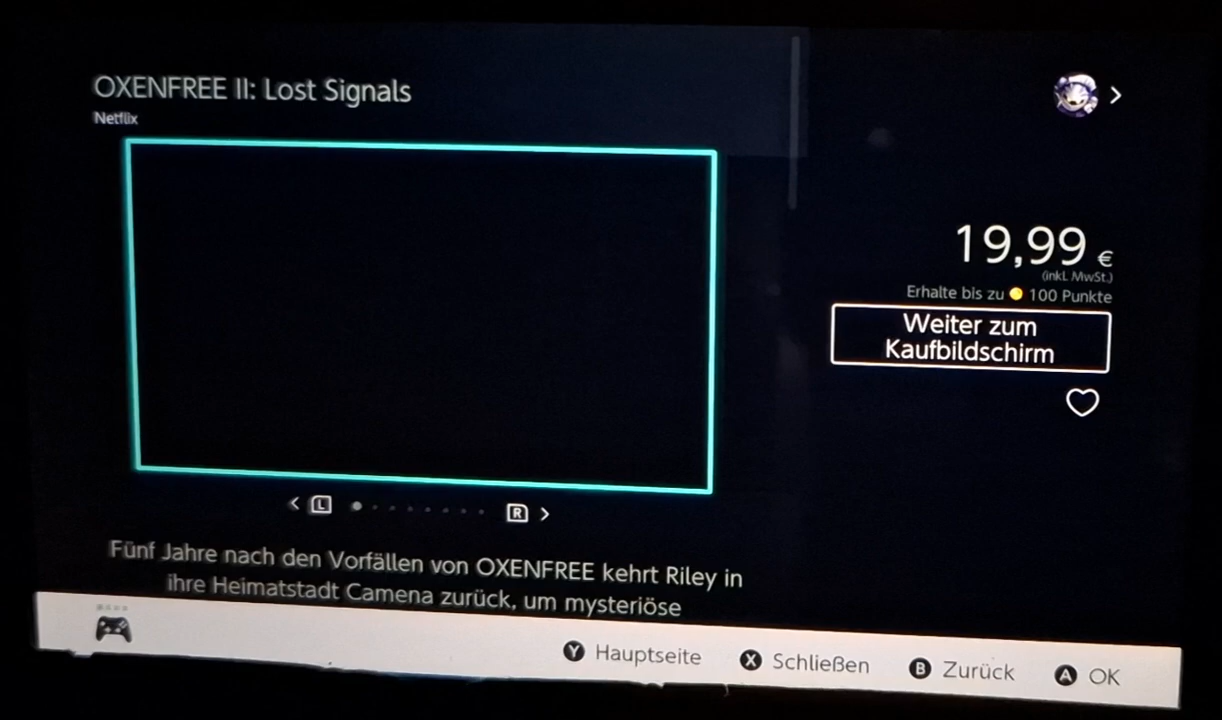 OXENFREE II: Lost Signals
Netflix
19,99 €
(inkl. MwSt.)
Erhalte bis zu 100 Punkte
Weiter zum
Kaufbildschirm
L
R
Fünf Jahre nach den Vorfällen von OXENFREE kehrt Riley in
ihre Heimatstadt Camena zurück, um mysteriöse
Y Hauptseite X Schließen B Zurück A OK